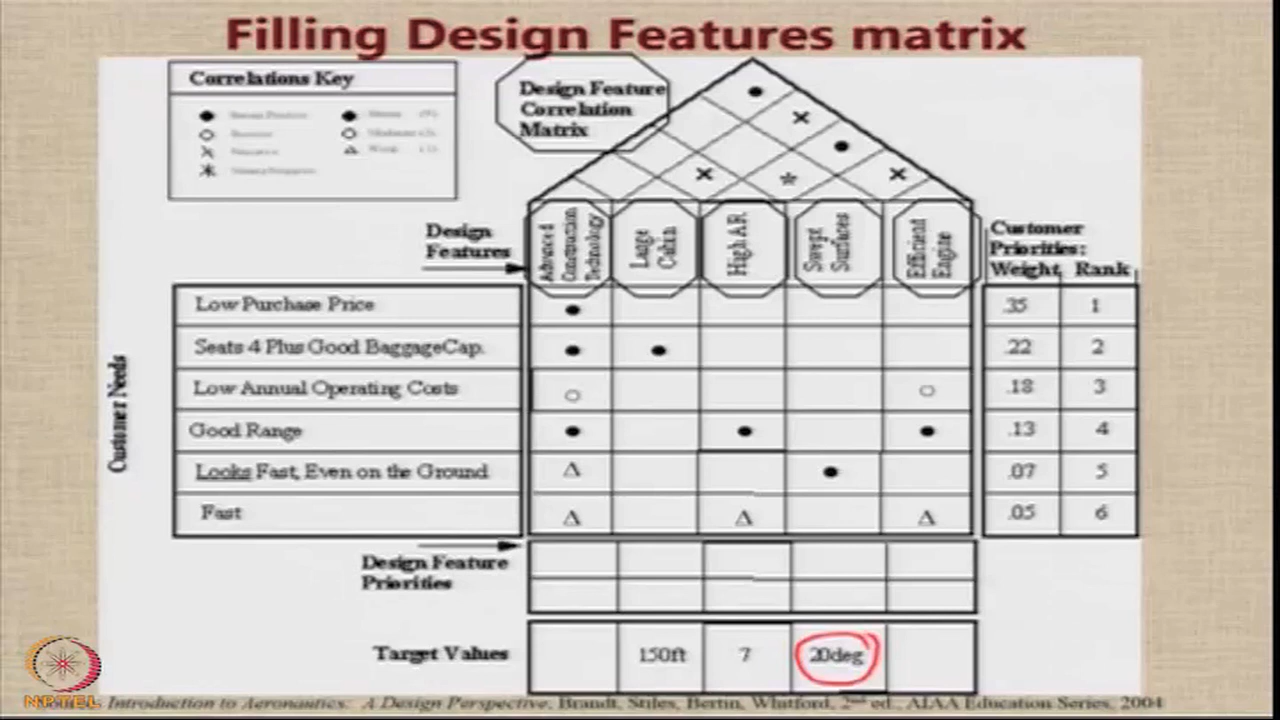 Filling Design Features matrix
Correlations Key
Design Feature
Correlation
Matrix
Design
Features
Advanced
Construction
Technology
Large
Cabin
High AR
Swept
Surfaces
Efficient
Engine
Customer
Priorities:
Weight Rank
Customer Needs
Low Purchase Price .35 1
Seats 4 Plus Good BaggageCap. .22 2
Low Annual Operating Costs .18 3
Good Range .13 4
Looks Fast, Even on the Ground .07 5
Fast .05 6
Design Feature
Priorities
Target Values 150ft 7 20deg
NPTEL
Introduction to Aeronautics: A Design Perspective, Brandt, Stiles, Bertin, Whitford, 2nd ed., AIAA Education Series, 2004